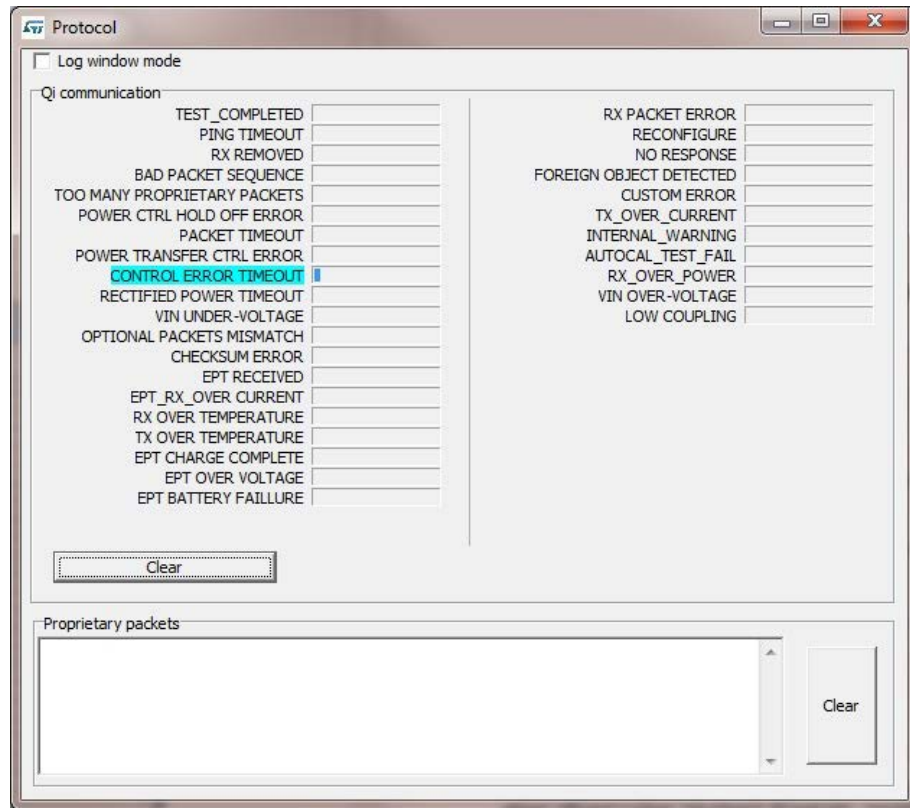 Protocol
Log window mode
Qi communication
TEST_COMPLETED
PING TIMEOUT
RX REMOVED
BAD PACKET SEQUENCE
TOO MANY PROPRIETARY PACKETS
POWER CTRL HOLD OFF ERROR
PACKET TIMEOUT
POWER TRANSFER CTRL ERROR
CONTROL ERROR TIMEOUT
RECTIFIED POWER TIMEOUT
VIN UNDER-VOLTAGE
OPTIONAL PACKETS MISMATCH
CHECKSUM ERROR
EPT RECEIVED
EPT_RX_OVER CURRENT
RX OVER TEMPERATURE
TX OVER TEMPERATURE
EPT CHARGE COMPLETE
EPT OVER VOLTAGE
EPT BATTERY FAILLURE
RX PACKET ERROR
RECONFIGURE
NO RESPONSE
FOREIGN OBJECT DETECTED
CUSTOM ERROR
TX_OVER_CURRENT
INTERNAL_WARNING
AUTOCAL_TEST_FAIL
RX_OVER_POWER
VIN OVER-VOLTAGE
LOW COUPLING
Clear
Proprietary packets
Clear